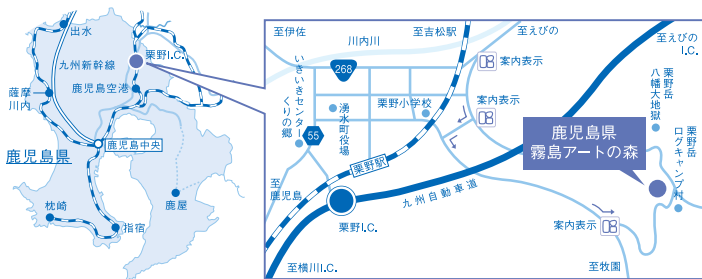 出水
九州新幹線
栗野I.C.
鹿児島空港
薩摩
川内
鹿児島中央
鹿児島県
枕崎
指宿
鹿屋
至伊佐
川内川
至吉松駅
至えびの
至えびの
I.C.
268
いきいきセンター
くりの郷
湧水町役場
栗野小学校
案内表示
案内表示
55
栗野駅
至
鹿児島
栗野I.C.
九州自動車道
至横川I.C.
鹿児島県
霧島アートの森
栗野岳
八幡大地獄
栗野岳
ログキャンプ村
案内表示
至牧園